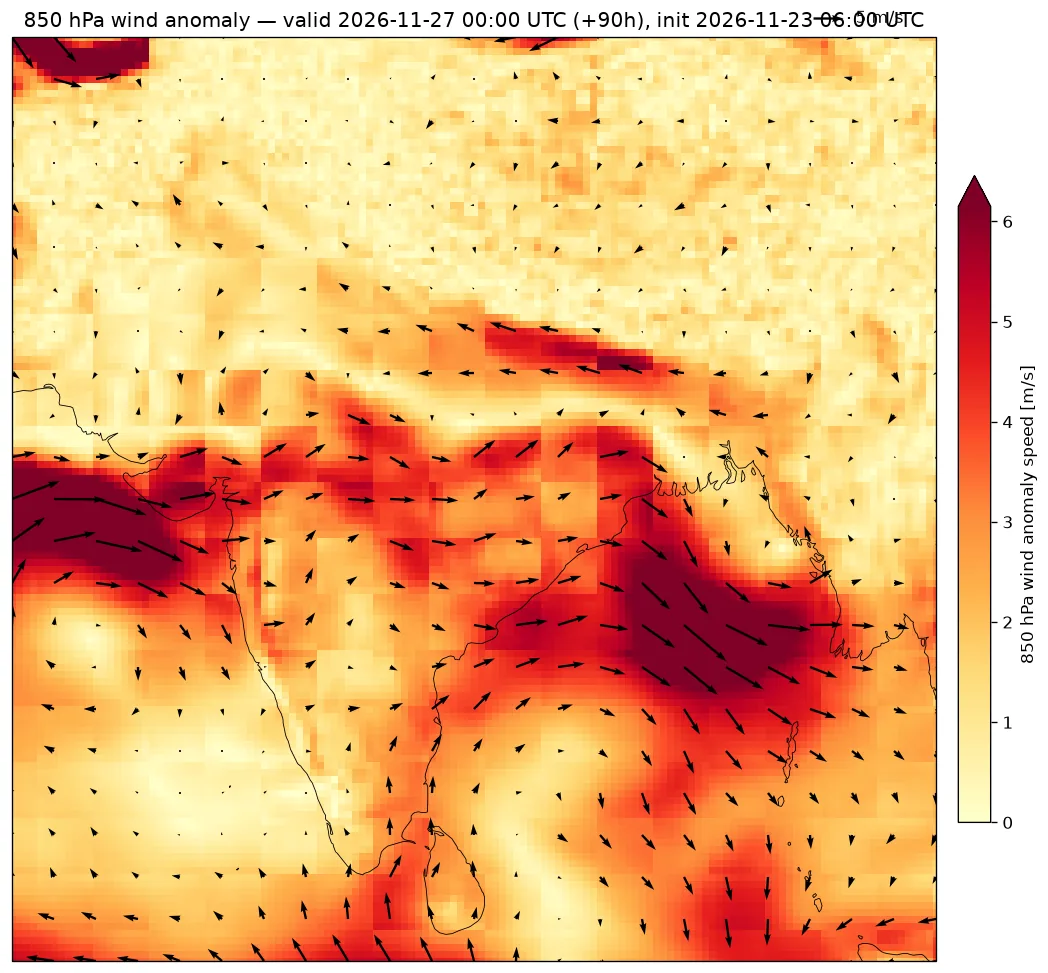 850 hPa wind anomaly — valid 2026-11-27 00:00 UTC (+90h), init 2026-11-23 06:00 UTC
5 m/s
6
5
4
3
2
1
0
850 hPa wind anomaly speed [m/s]